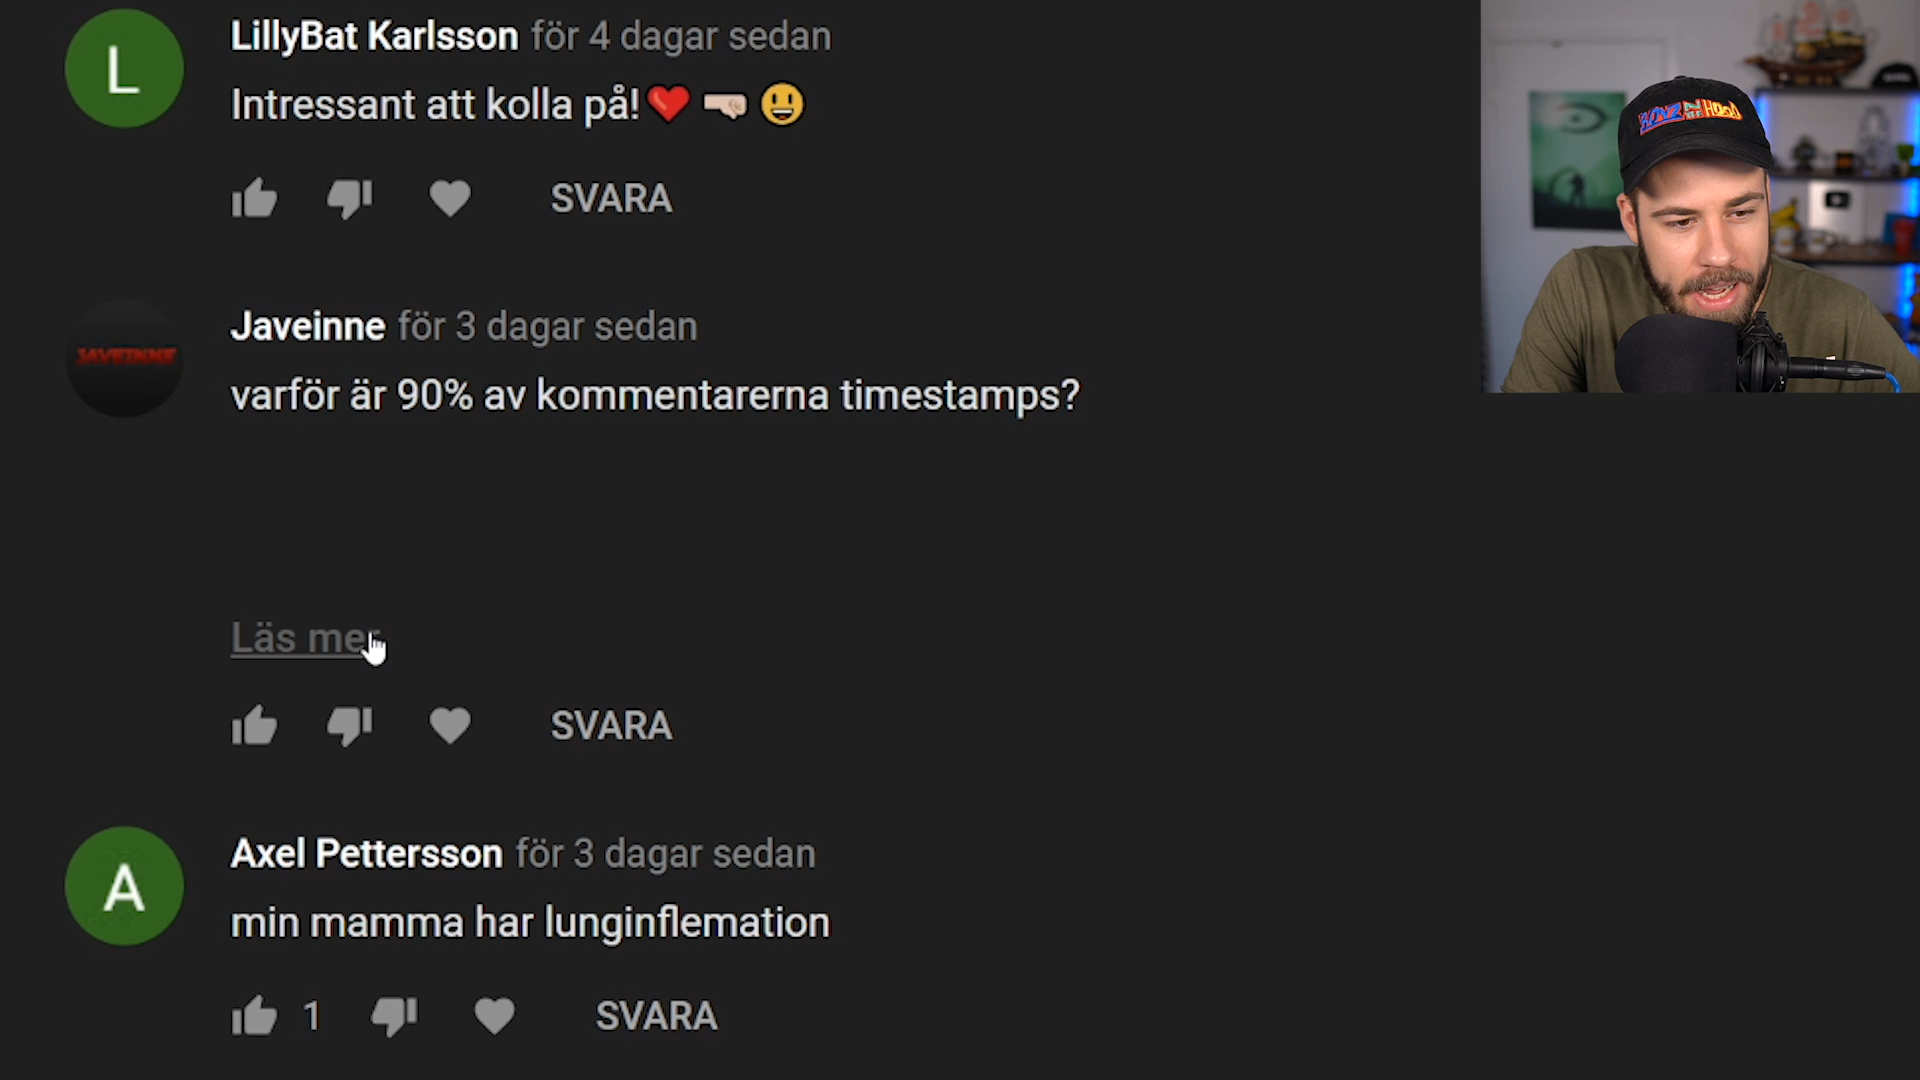 L
LillyBat Karlsson för 4 dagar sedan
Intressant att kolla på!❤️🤜🏻😃
SVARA
JAVEINNE
Javeinne för 3 dagar sedan
varför är 90% av kommentarerna timestamps?
Läs mer
SVARA
A
Axel Pettersson för 3 dagar sedan
min mamma har lunginflemation
1
SVARA